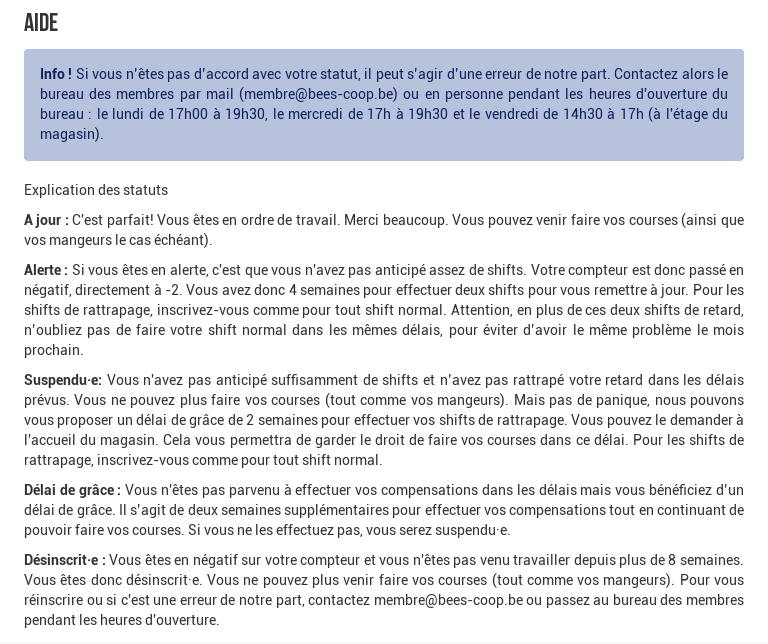 AIDE
Info ! Si vous n'êtes pas d'accord avec votre statut, il peut s'agir d'une erreur de notre part. Contactez alors le
bureau des membres par mail (membre@bees-coop.be) ou en personne pendant les heures d'ouverture du
bureau : le lundi de 17h00 à 19h30, le mercredi de 17h à 19h30 et le vendredi de 14h30 à 17h (à l'étage du
magasin).
Explication des statuts
A jour : C'est parfait! Vous êtes en ordre de travail. Merci beaucoup. Vous pouvez venir faire vos courses (ainsi que
vos mangeurs le cas échéant).
Alerte : Si vous êtes en alerte, c'est que vous n'avez pas anticipé assez de shifts. Votre compteur est donc passé en
négatif, directement à -2. Vous avez donc 4 semaines pour effectuer deux shifts pour vous remettre à jour. Pour les
shifts de rattrapage, inscrivez-vous comme pour tout shift normal. Attention, en plus de ces deux shifts de retard,
n'oubliez pas de faire votre shift normal dans les mêmes délais, pour éviter d'avoir le même problème le mois
prochain.
Suspendu·e: Vous n'avez pas anticipé suffisamment de shifts et n'avez pas rattrapé votre retard dans les délais
prévus. Vous ne pouvez plus faire vos courses (tout comme vos mangeurs). Mais pas de panique, nous pouvons
vous proposer un délai de grâce de 2 semaines pour effectuer vos shifts de rattrapage. Vous pouvez le demander à
l'accueil du magasin. Cela vous permettra de garder le droit de faire vos courses dans ce délai. Pour les shifts de
rattrapage, inscrivez-vous comme pour tout shift normal.
Délai de grâce : Vous n'êtes pas parvenu à effectuer vos compensations dans les délais mais vous bénéficiez d'un
délai de grâce. Il s'agit de deux semaines supplémentaires pour effectuer vos compensations tout en continuant de
pouvoir faire vos courses. Si vous ne les effectuez pas, vous serez suspendu·e.
Désinscrit·e : Vous êtes en négatif sur votre compteur et vous n'êtes pas venu travailler depuis plus de 8 semaines.
Vous êtes donc désinscrit·e. Vous ne pouvez plus venir faire vos courses (tout comme vos mangeurs). Pour vous
réinscrire ou si c'est une erreur de notre part, contactez membre@bees-coop.be ou passez au bureau des membres
pendant les heures d'ouverture.